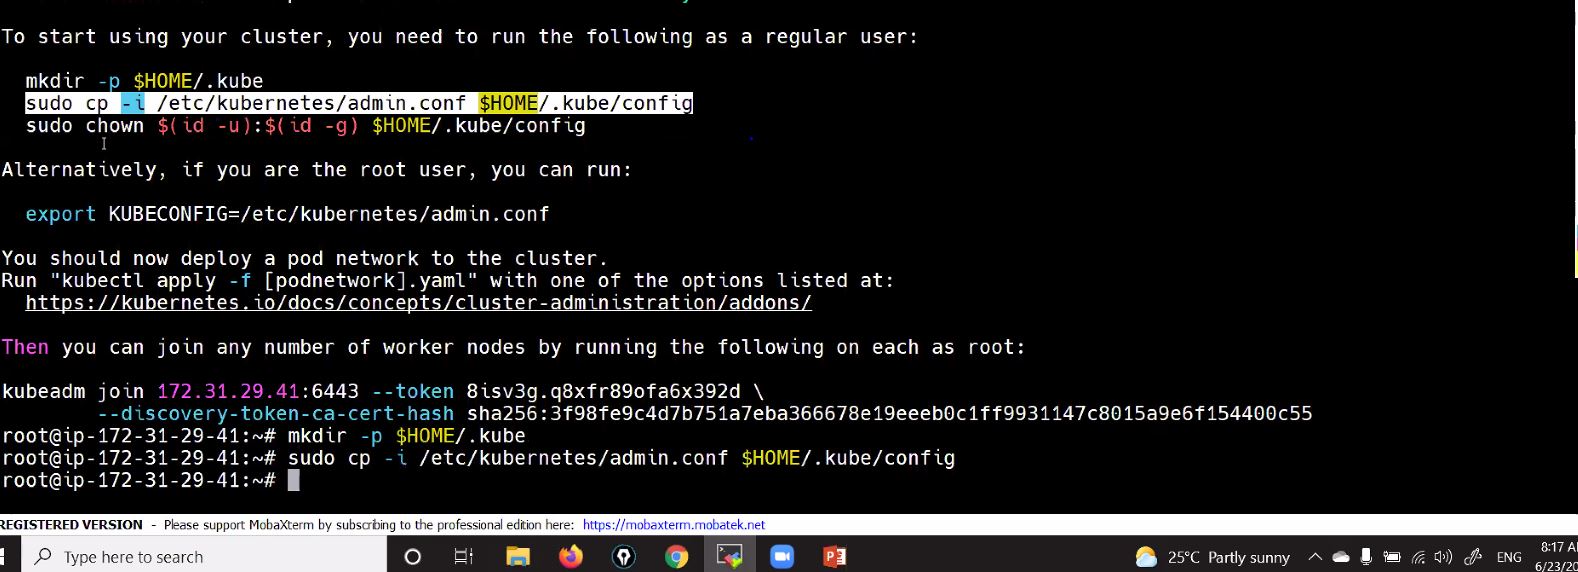 To start using your cluster, you need to run the following as a regular user:
mkdir -p $HOME/.kube
sudo cp -i /etc/kubernetes/admin.conf $HOME/.kube/config
sudo chown $(id -u):$(id -g) $HOME/.kube/config
Alternatively, if you are the root user, you can run:
export KUBECONFIG=/etc/kubernetes/admin.conf
You should now deploy a pod network to the cluster.
Run "kubectl apply -f [podnetwork].yaml" with one of the options listed at:
https://kubernetes.io/docs/concepts/cluster-administration/addons/
Then you can join any number of worker nodes by running the following on each as root:
kubeadm join 172.31.29.41:6443 --token 8isv3g.q8xfr89ofa6x392d \
--discovery-token-ca-cert-hash sha256:3f98fe9c4d7b751a7eba366678e19eeeb0c1ff9931147c8015a9e6f154400c55
root@ip-172-31-29-41:~# mkdir -p $HOME/.kube
root@ip-172-31-29-41:~# sudo cp -i /etc/kubernetes/admin.conf $HOME/.kube/config
root@ip-172-31-29-41:~#
REGISTERED VERSION - Please support MobaXterm by subscribing to the professional edition here: https://mobaxterm.mobatek.net
Type here to search
25°C Partly sunny
ENG
8:17 A
6/23/20